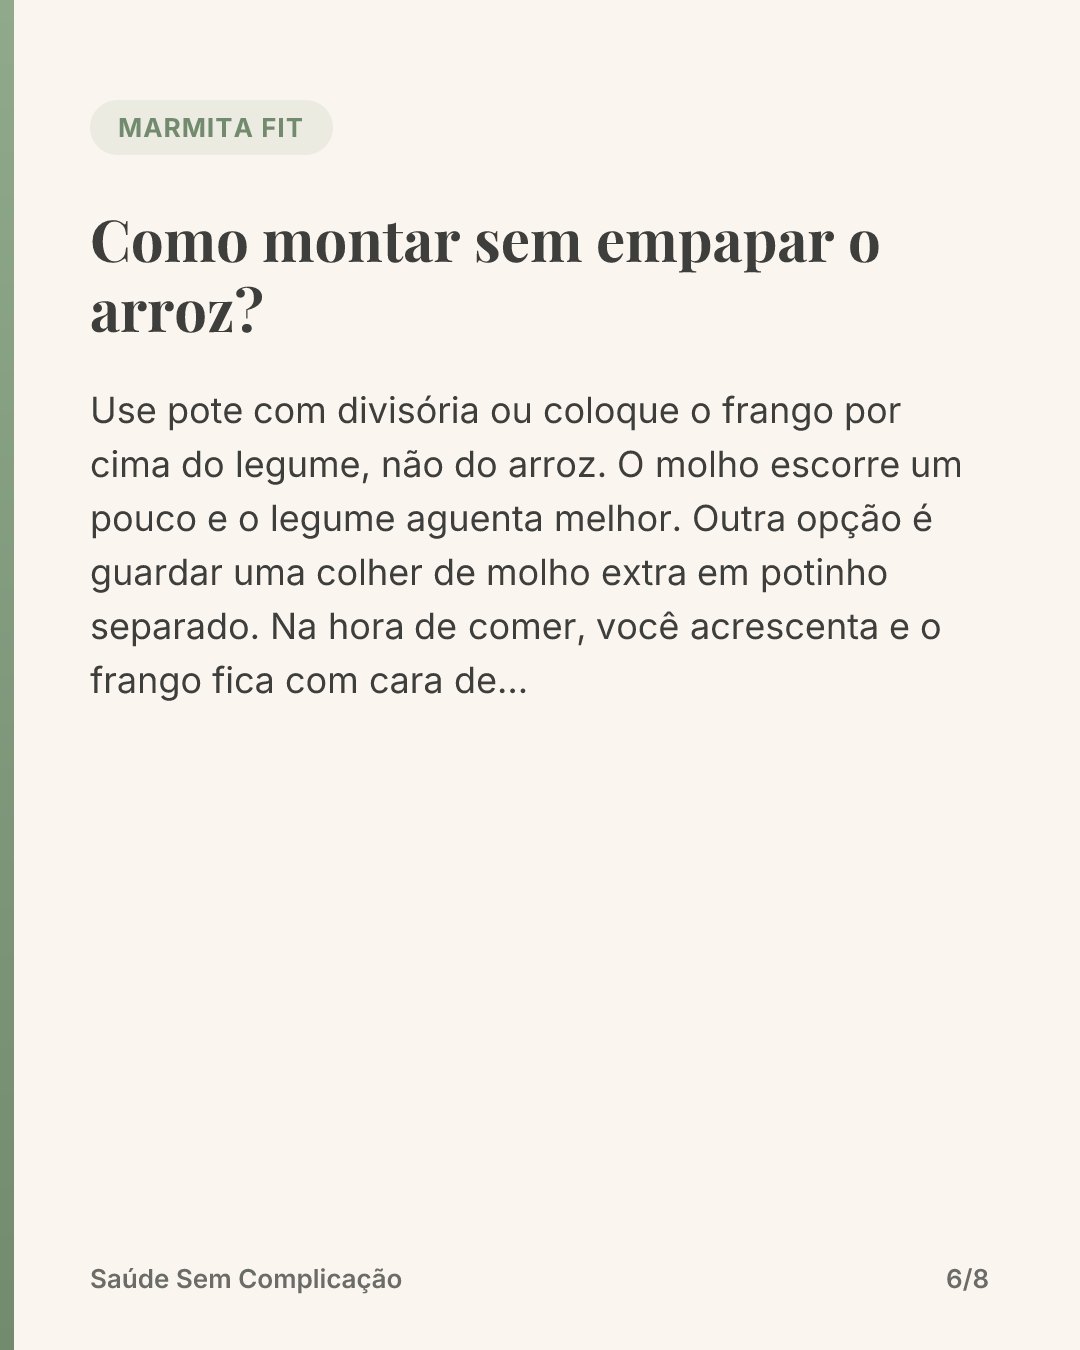 MARMITA FIT
Como montar sem empapar o
arroz?
Use pote com divisória ou coloque o frango por
cima do legume, não do arroz. O molho escorre um
pouco e o legume aguenta melhor. Outra opção é
guardar uma colher de molho extra em potinho
separado. Na hora de comer, você acrescenta e o
frango fica com cara de...
Saúde Sem Complicação
6/8